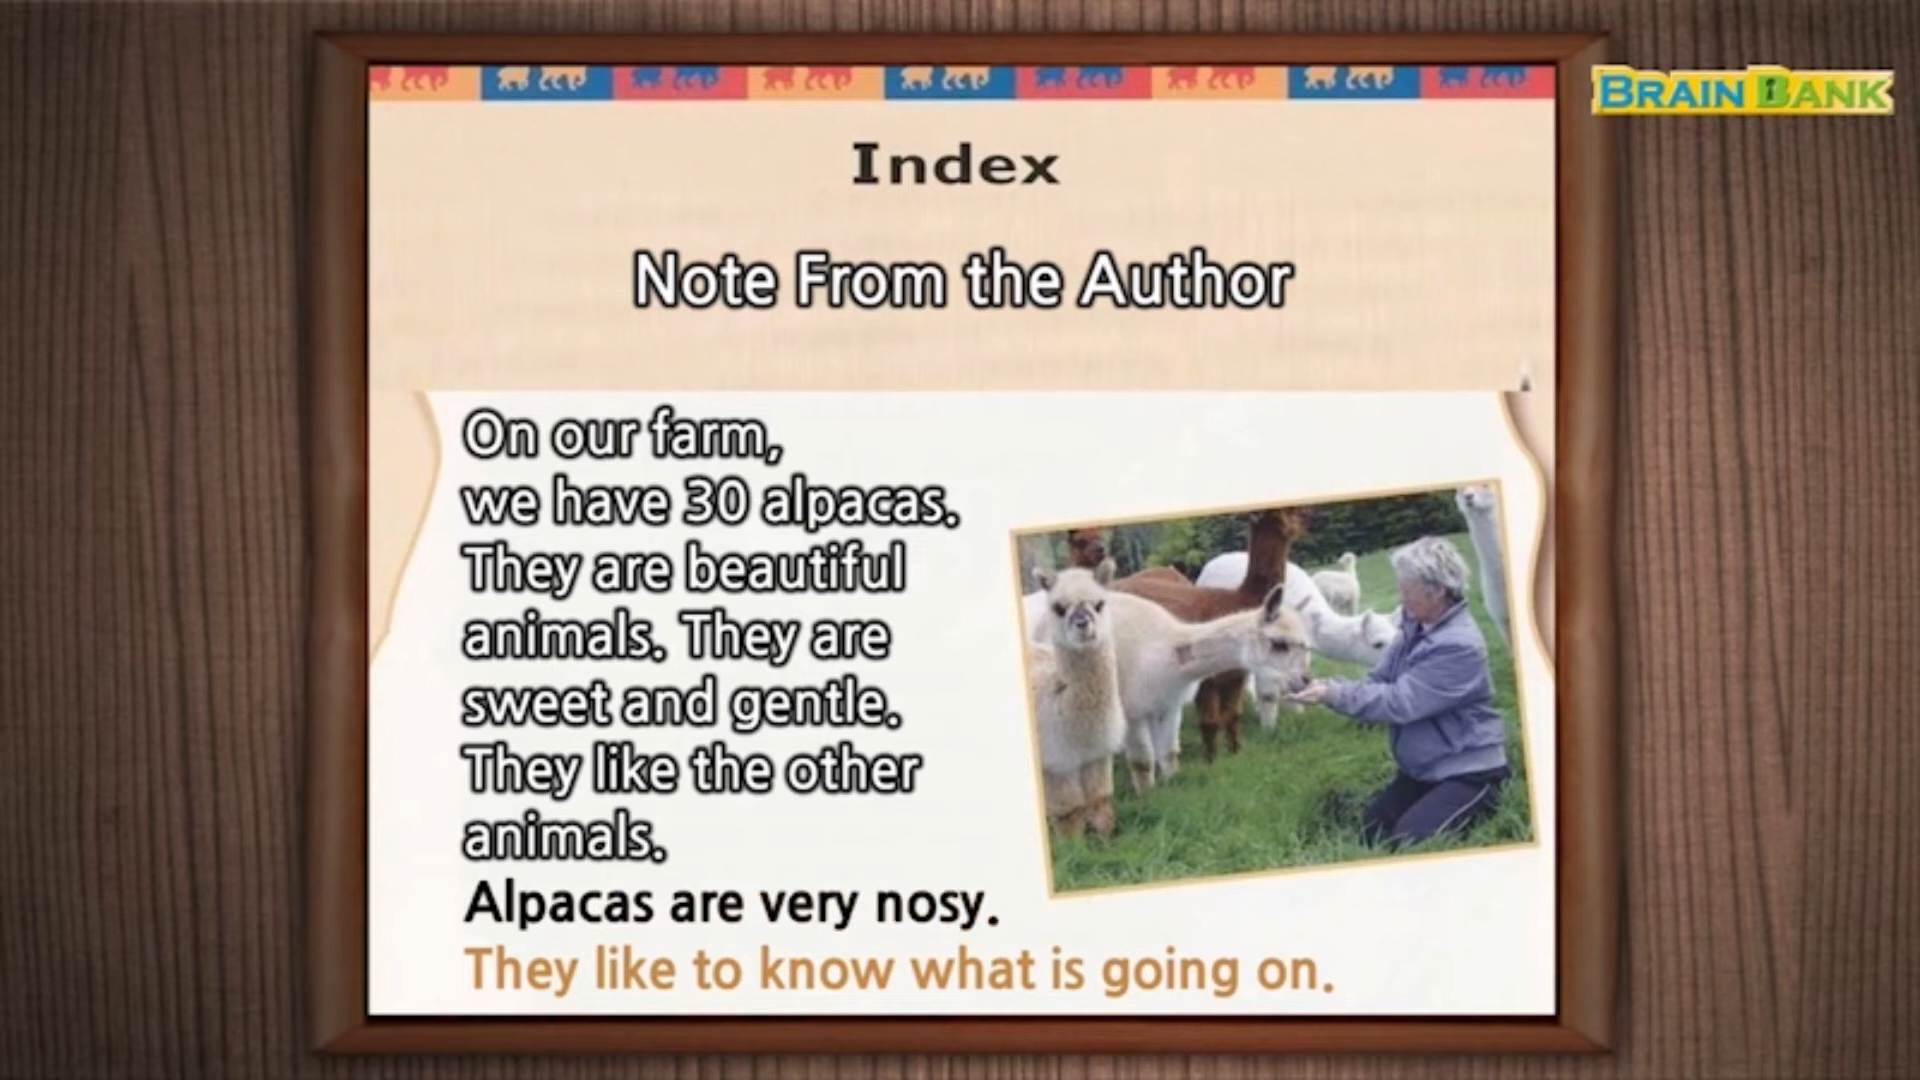 BRAIN BANK
Index
Note From the Author
On our farm,
we have 30 alpacas.
They are beautiful
animals. They are
sweet and gentle.
They like the other
animals.
Alpacas are very nosy.
They like to know what is going on.